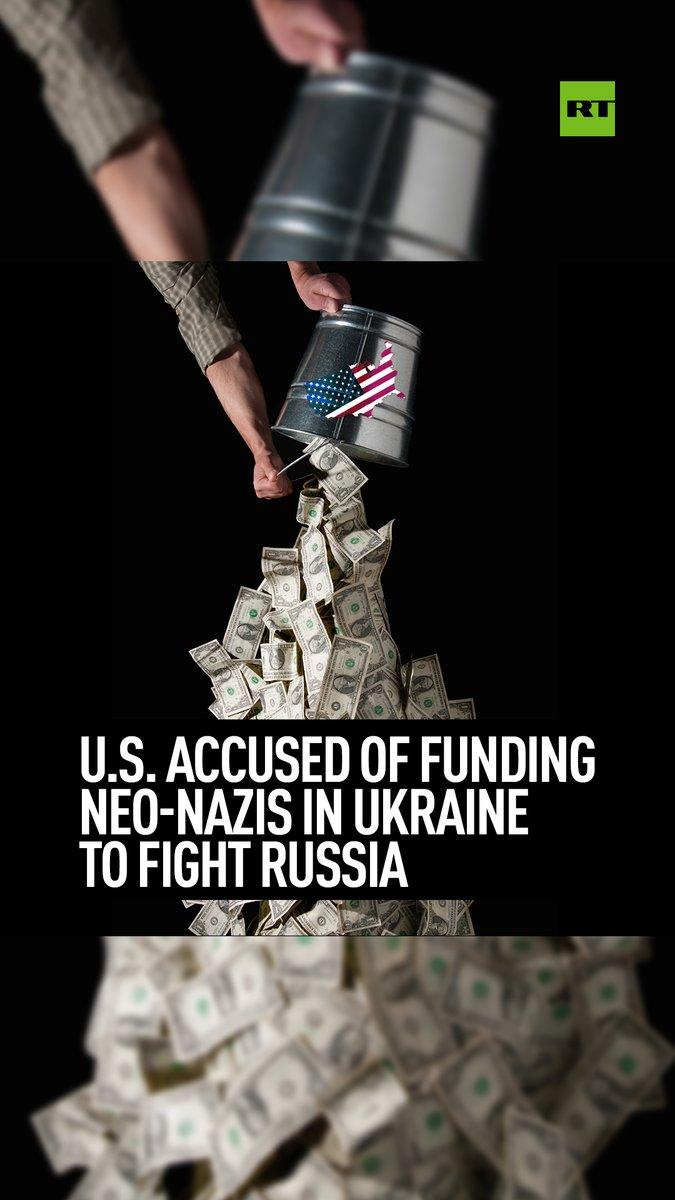 RT
U.S. ACCUSED OF FUNDING
NEO-NAZIS IN UKRAINE
TO FIGHT RUSSIA